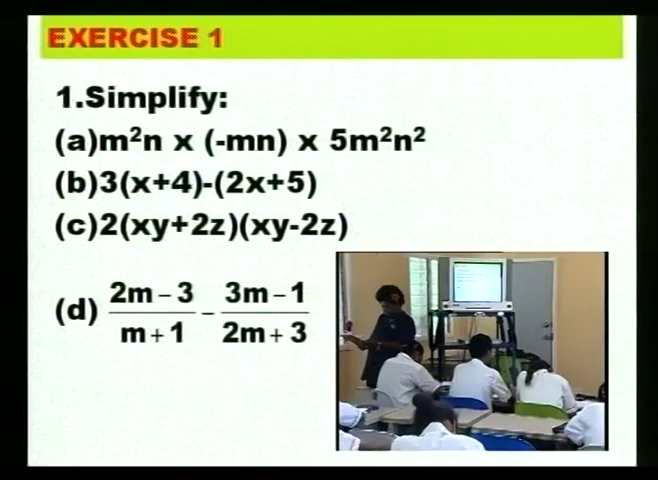 EXERCISE 1
1.Simplify:
(a)m²n x (-mn) x 5m²n²
(b)3(x+4)-(2x+5)
(c)2(xy+2z)(xy-2z)
(d) (2m – 3)/(m + 1) – (3m – 1)/(2m + 3)